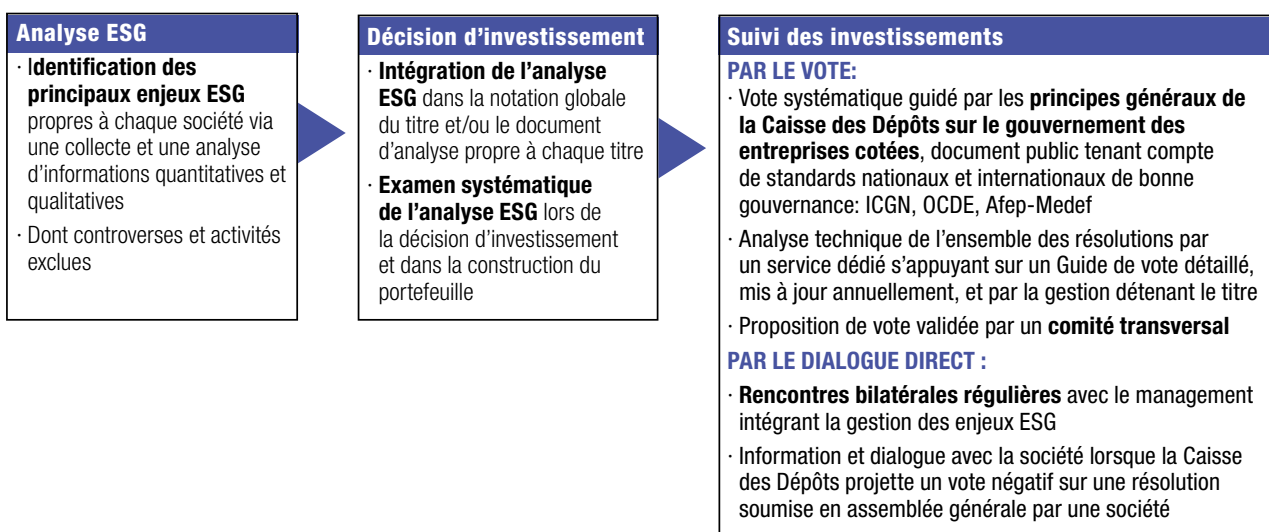 Analyse ESG
· Identification des
principaux enjeux ESG
propres à chaque société via
une collecte et une analyse
d'informations quantitatives et
qualitatives
· Dont controverses et activités
exclues
Décision d'investissement
· Intégration de l'analyse
ESG dans la notation globale
du titre et/ou le document
d'analyse propre à chaque titre
· Examen systématique
de l'analyse ESG lors de
la décision d'investissement
et dans la construction du
portefeuille
Suivi des investissements
PAR LE VOTE:
· Vote systématique guidé par les principes généraux de
la Caisse des Dépôts sur le gouvernement des
entreprises cotées, document public tenant compte
de standards nationaux et internationaux de bonne
gouvernance: ICGN, OCDE, Afep-Medef
· Analyse technique de l'ensemble des résolutions par
un service dédié s'appuyant sur un Guide de vote détaillé,
mis à jour annuellement, et par la gestion détenant le titre
· Proposition de vote validée par un comité transversal
PAR LE DIALOGUE DIRECT :
· Rencontres bilatérales régulières avec le management
intégrant la gestion des enjeux ESG
· Information et dialogue avec la société lorsque la Caisse
des Dépôts projette un vote négatif sur une résolution
soumise en assemblée générale par une société